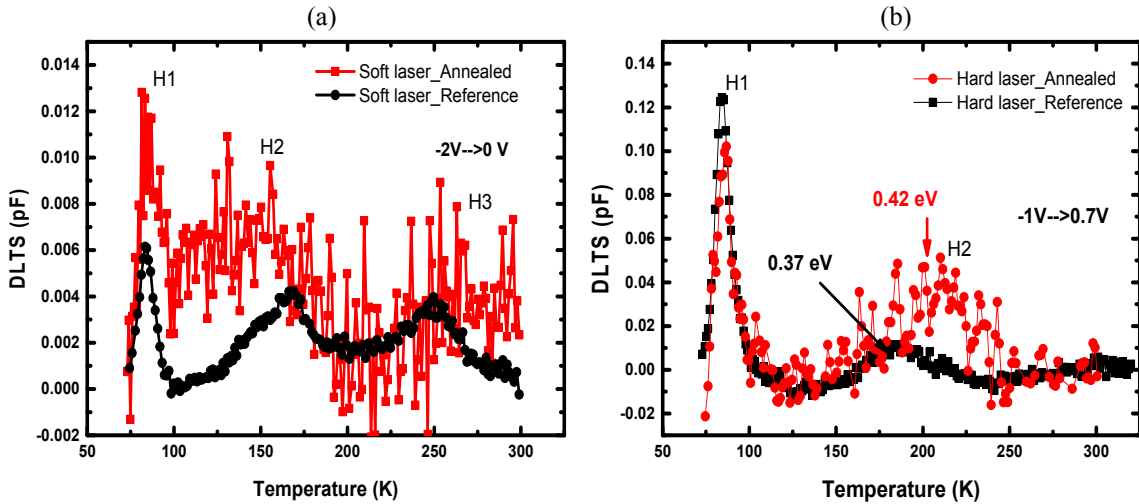 (a)
(b)
H1
H2
H3
Soft laser_Annealed
Soft laser_Reference
-2V-->0 V
0.014
0.012
0.010
0.008
0.006
0.004
0.002
0.000
-0.002
50 100 150 200 250 300
DLTS (pF)
Temperature (K)
H1
Hard laser_Annealed
Hard laser_Reference
-1V-->0.7V
0.42 eV
H2
0.37 eV
0.14
0.12
0.10
0.08
0.06
0.04
0.02
0.00
-0.02
50 100 150 200 250 300
DLTS (pF)
Temperature (K)